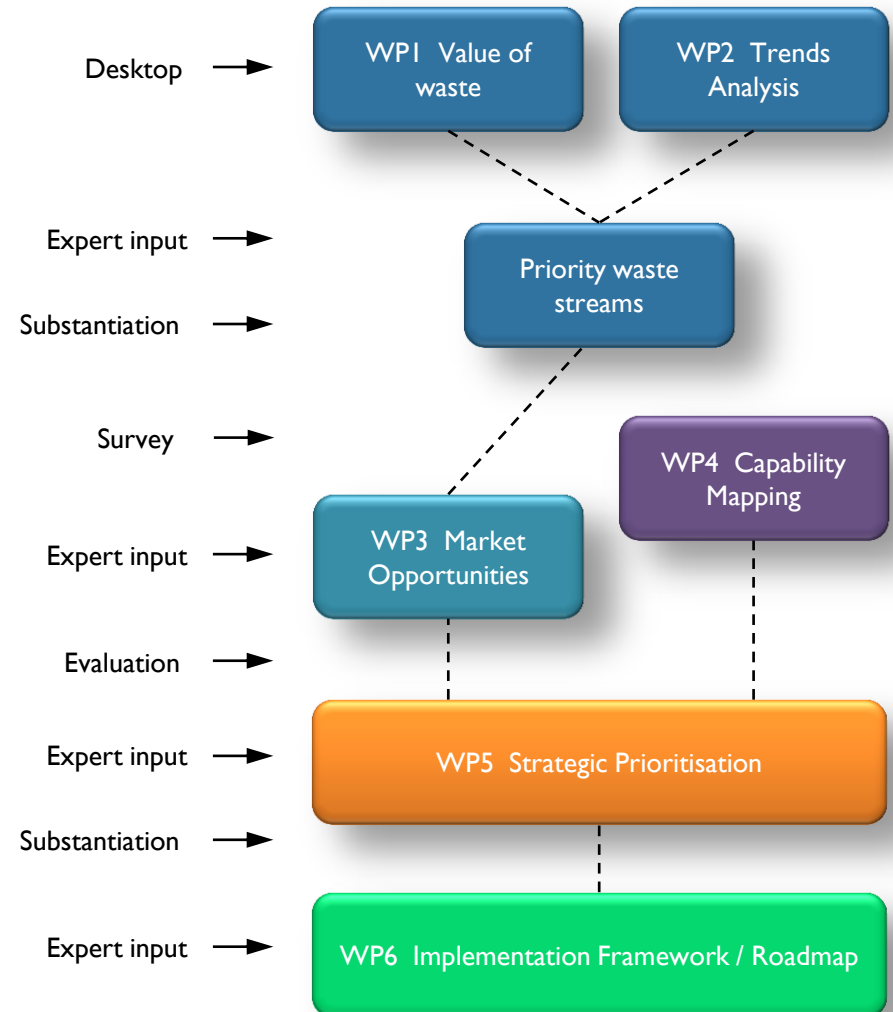 Desktop
WP1 Value of
waste
WP2 Trends
Analysis
Expert input
Priority waste
streams
Substantiation
Survey
WP4 Capability
Mapping
Expert input
WP3 Market
Opportunities
Evaluation
Expert input
WP5 Strategic Prioritisation
Substantiation
Expert input
WP6 Implementation Framework / Roadmap